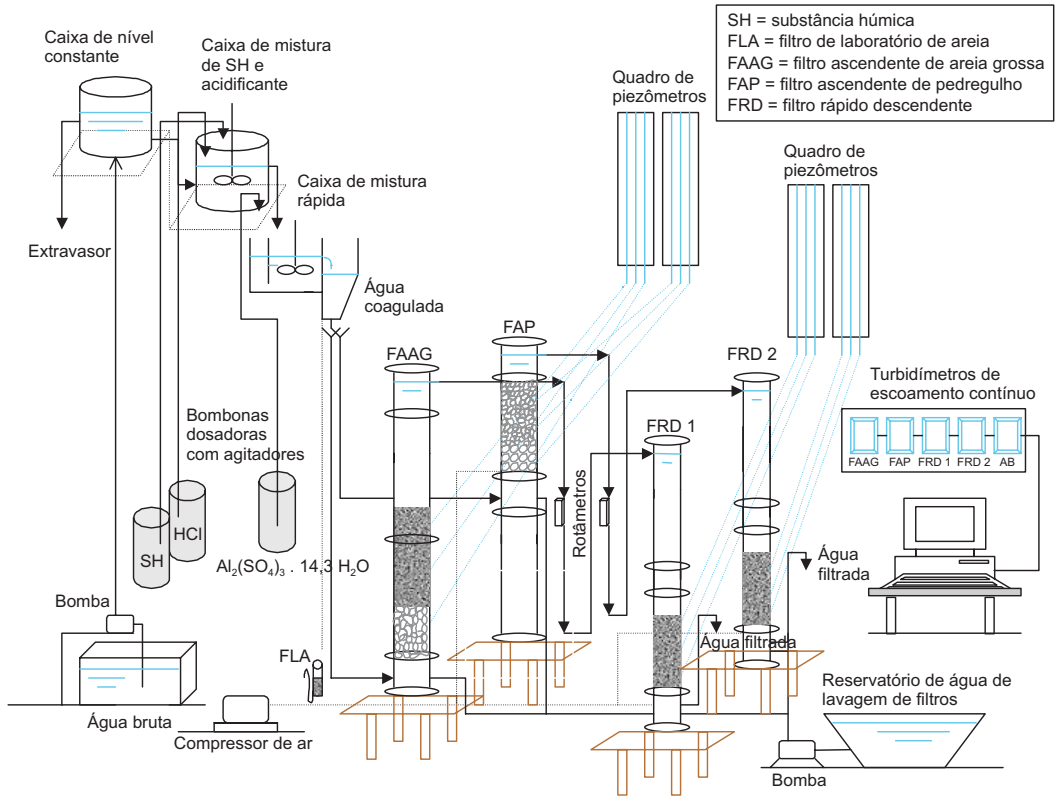 SH = substância húmica
FLA = filtro de laboratório de areia
FAAG = filtro ascendente de areia grossa
FAP = filtro ascendente de pedregulho
FRD = filtro rápido descendente
Caixa de nível
constante
Caixa de mistura
de SH e
acidificante
Quadro de
piezômetros
Quadro de
piezômetros
Caixa de mistura
rápida
Extravasor
Água
coagulada
FAP
FAAG
FRD 2
FRD 1
Turbidímetros de
escoamento contínuo
FAAG FAP FRD 1 FRD 2 AB
Bombonas
dosadoras
com agitadores
Rotâmetros
HCl
SH
Al₂(SO₄)₃ . 14,3 H₂O
Água
filtrada
Bomba
Água filtrada
FLA
Reservatório de água de
lavagem de filtros
Água bruta
Compressor de ar
Bomba